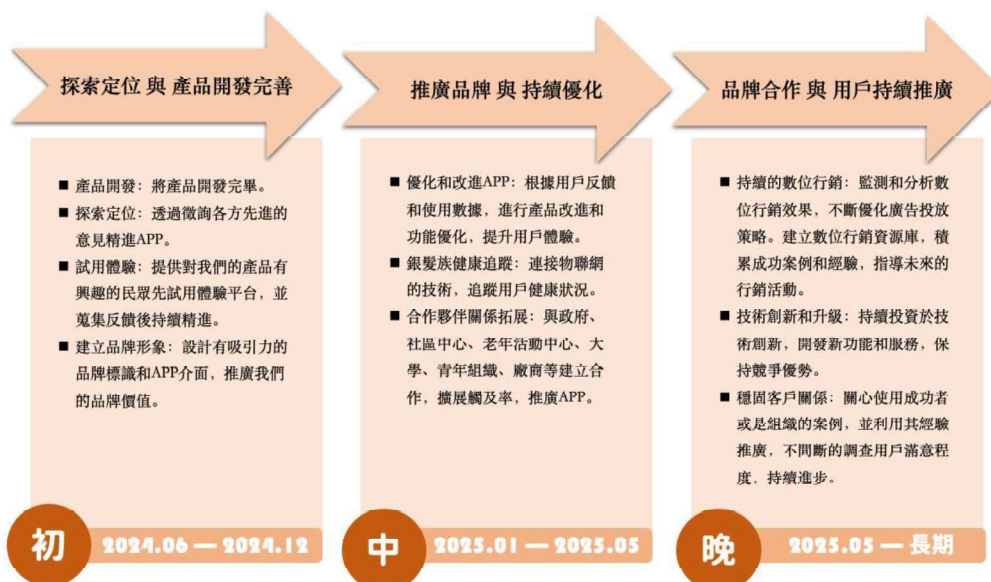 探索定位 與 產品開發完善
■ 產品開發：將產品開發完畢。
■ 探索定位：透過徵詢各方先進的
意見精進APP。
■ 試用體驗：提供對我們的產品有
興趣的民眾先試用體驗平台，並
蒐集反饋後持續精進。
■ 建立品牌形象：設計有吸引力的
品牌標識和APP介面，推廣我們
的品牌價值。
初
2024.06 — 2024.12
推廣品牌 與 持續優化
■ 優化和改進APP：根據用戶反饋
和使用數據，進行產品改進和
功能優化，提升用戶體驗。
■ 銀髮族健康追蹤：連接物聯網
的技術，追蹤用戶健康狀況。
■ 合作夥伴關係拓展：與政府、
社區中心、老年活動中心、大
學、青年組織、廠商等建立合
作，擴展觸及率，推廣APP。
中
2025.01 — 2025.05
品牌合作 與 用戶持續推廣
■ 持續的數位行銷：監測和分析數
位行銷效果，不斷優化廣告投放
策略。建立數位行銷資源庫，積
累成功案例和經驗，指導未來的
行銷活動。
■ 技術創新和升級：持續投資於技
術創新，開發新功能和服務，保
持競爭優勢。
■ 穩固客戶關係：關心使用成功者
或是組織的案例，並利用其經驗
推廣，不間斷的調查用戶滿意程
度，持續進步。
晚
2025.05 — 長期